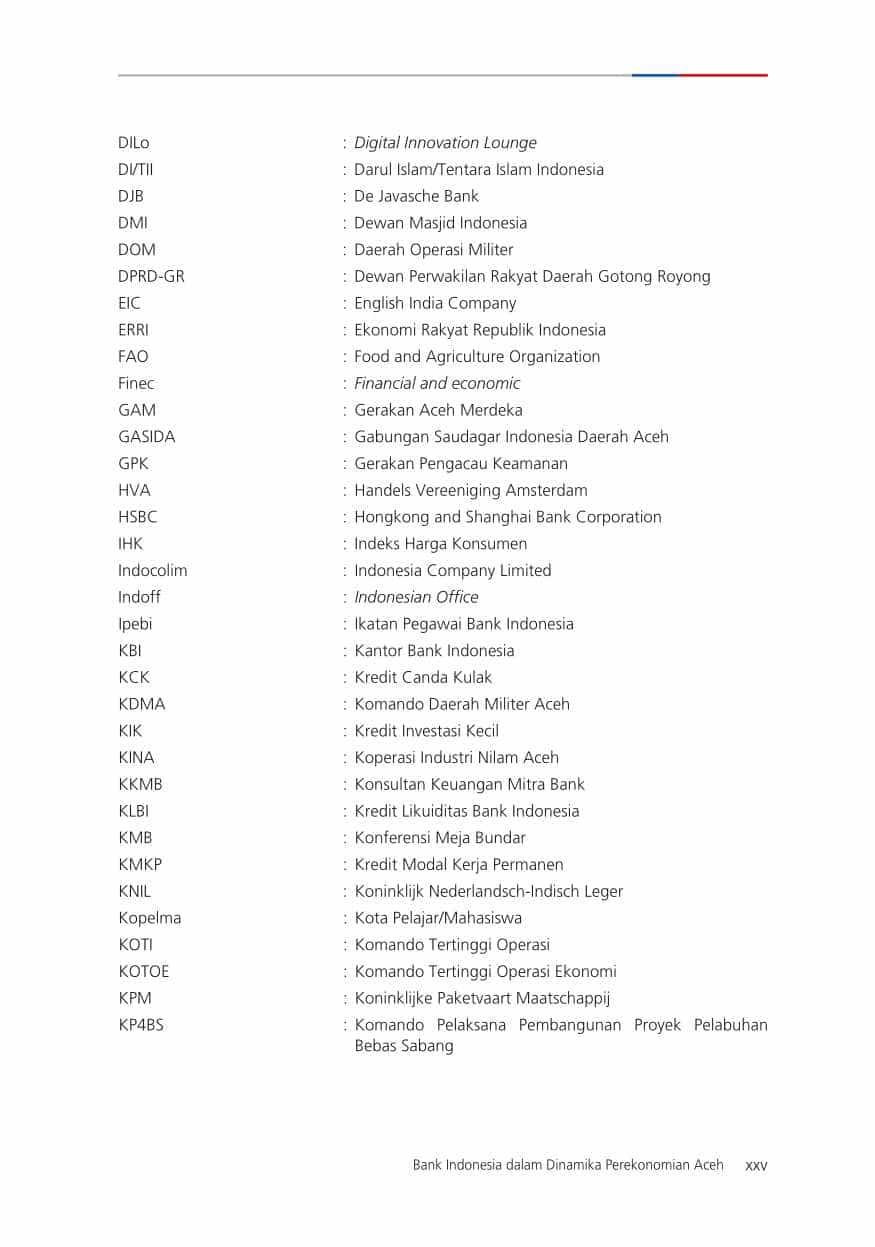 DILo : Digital Innovation Lounge
DI/TII : Darul Islam/Tentara Islam Indonesia
DJB : De Javasche Bank
DMI : Dewan Masjid Indonesia
DOM : Daerah Operasi Militer
DPRD-GR : Dewan Perwakilan Rakyat Daerah Gotong Royong
EIC : English India Company
ERRI : Ekonomi Rakyat Republik Indonesia
FAO : Food and Agriculture Organization
Finec : Financial and economic
GAM : Gerakan Aceh Merdeka
GASIDA : Gabungan Saudagar Indonesia Daerah Aceh
GPK : Gerakan Pengacau Keamanan
HVA : Handels Vereeniging Amsterdam
HSBC : Hongkong and Shanghai Bank Corporation
IHK : Indeks Harga Konsumen
Indocolim : Indonesia Company Limited
Indoff : Indonesian Office
Ipebi : Ikatan Pegawai Bank Indonesia
KBI : Kantor Bank Indonesia
KCK : Kredit Canda Kulak
KDMA : Komando Daerah Militer Aceh
KIK : Kredit Investasi Kecil
KINA : Koperasi Industri Nilam Aceh
KKMB : Konsultan Keuangan Mitra Bank
KLBI : Kredit Likuiditas Bank Indonesia
KMB : Konferensi Meja Bundar
KMKP : Kredit Modal Kerja Permanen
KNIL : Koninklijk Nederlandsch-Indisch Leger
Kopelma : Kota Pelajar/Mahasiswa
KOTI : Komando Tertinggi Operasi
KOTOE : Komando Tertinggi Operasi Ekonomi
KPM : Koninklijke Paketvaart Maatschappij
KP4BS : Komando Pelaksana Pembangunan Proyek Pelabuhan
Bebas Sabang
Bank Indonesia dalam Dinamika Perekonomian Aceh xxv